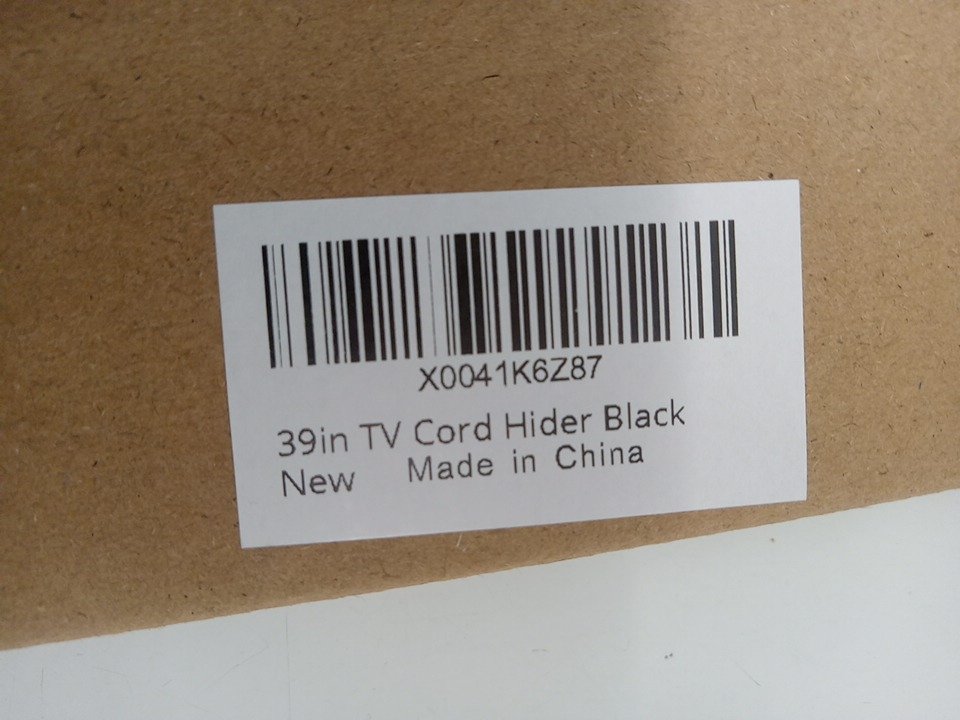 X0041K6Z87
39in TV Cord Hider Black
New Made in China